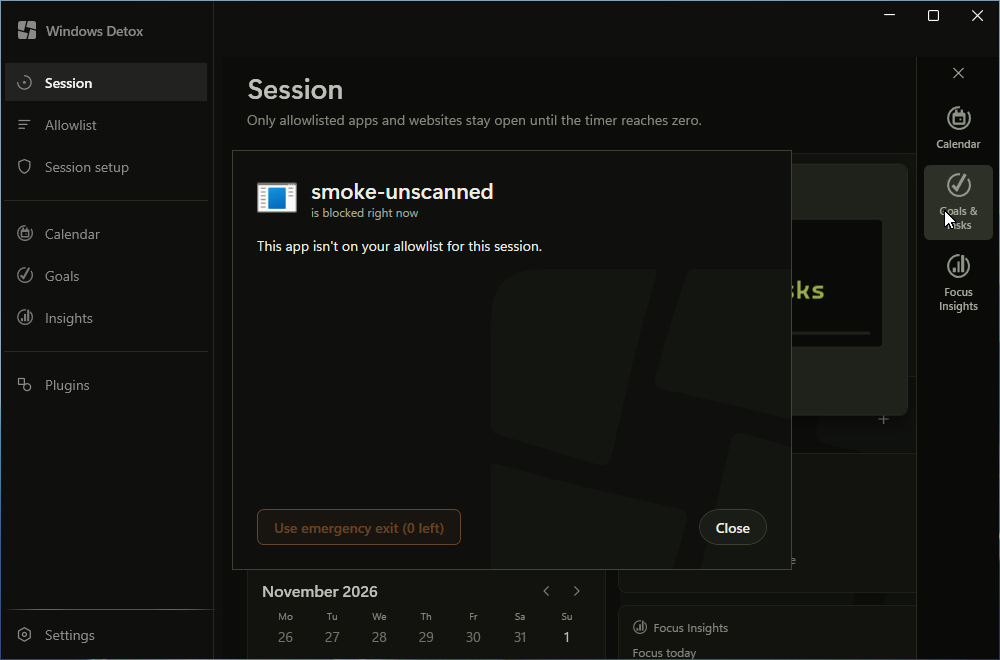 Windows Detox
Session
Allowlist
Session setup
Calendar
Goals
Insights
Plugins
Settings
Session
Only allowlisted apps and websites stay open until the timer reaches zero.
smoke-unscanned
is blocked right now
This app isn't on your allowlist for this session.
Use emergency exit (0 left)
Close
November 2026
Mo Tu We Th Fr Sa Su
26 27 28 29 30 31 1
Focus Insights
Focus today
Calendar
Goals &
Focus
Insights